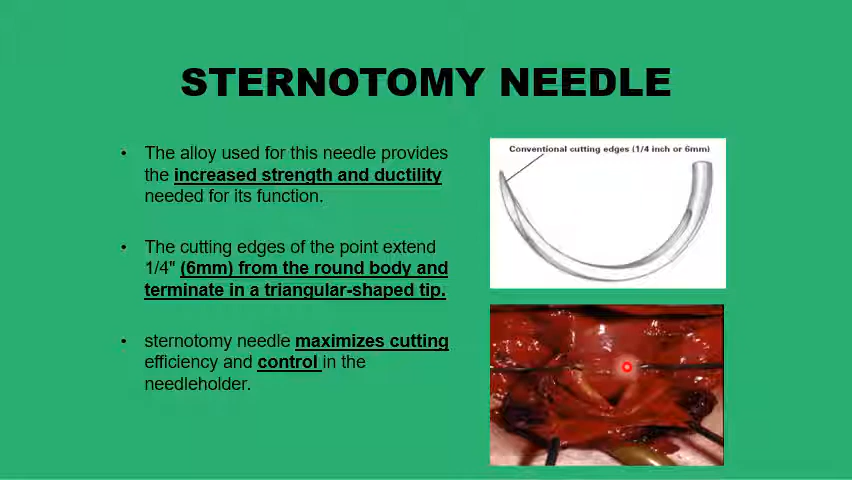 STERNOTOMY NEEDLE
• The alloy used for this needle provides
the increased strength and ductility
needed for its function.
• The cutting edges of the point extend
1/4" (6mm) from the round body and
terminate in a triangular-shaped tip.
• sternotomy needle maximizes cutting
efficiency and control in the
needleholder.
Conventional cutting edges (1/4 inch or 6mm)